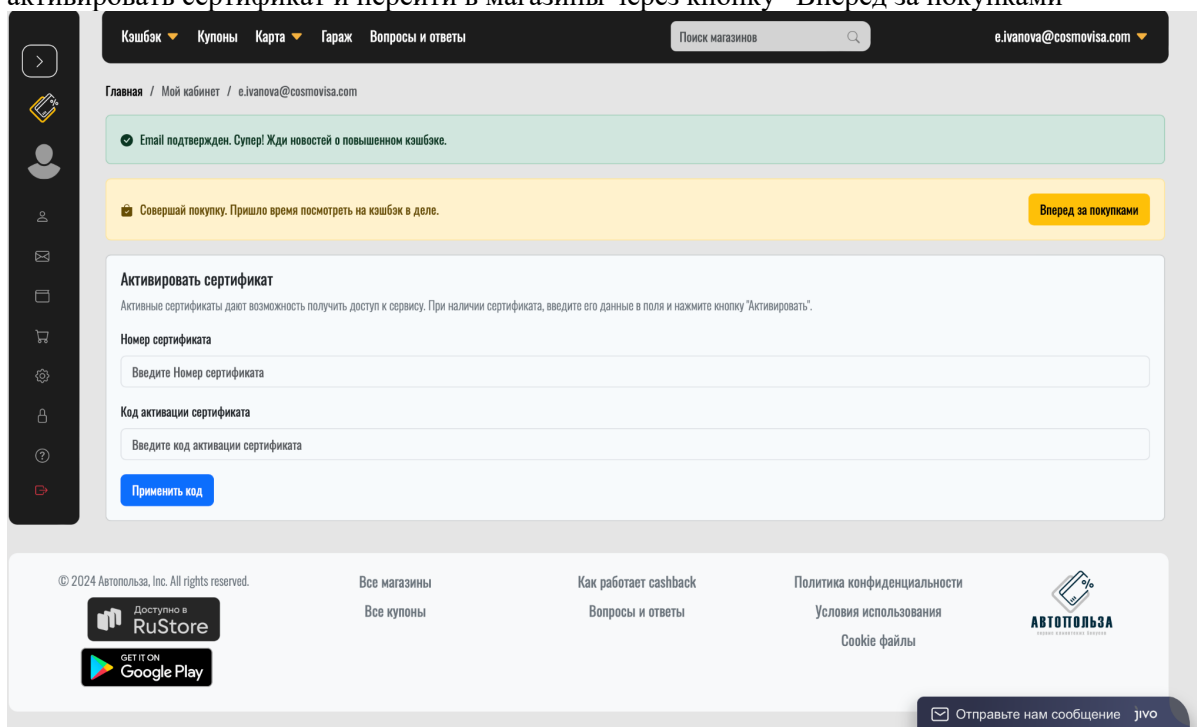 активировать сертификат и перейти в магазины через кнопку "Вперед за покупками"
Кэшбэк Купоны Карта Гараж Вопросы и ответы Поиск магазинов e.ivanova@cosmovisa.com
Главная / Мой кабинет / e.ivanova@cosmovisa.com
Email подтвержден. Супер! Жди новостей о повышенном кэшбэке.
Совершай покупку. Пришло время посмотреть на кэшбэк в деле. Вперед за покупками
Активировать сертификат
Активные сертификаты дают возможность получить доступ к сервису. При наличии сертификата, введите его данные в поля и нажмите кнопку "Активировать".
Номер сертификата
Введите Номер сертификата
Код активации сертификата
Введите код активации сертификата
Применить код
© 2024 Автопольза, Inc. All rights reserved. Все магазины Как работает cashback Политика конфиденциальности
Доступно в
RuStore
Все купоны Вопросы и ответы Условия использования
АВТОПОЛЬЗА
Cookie файлы
GET IT ON
Google Play
Отправьте нам сообщение jivo